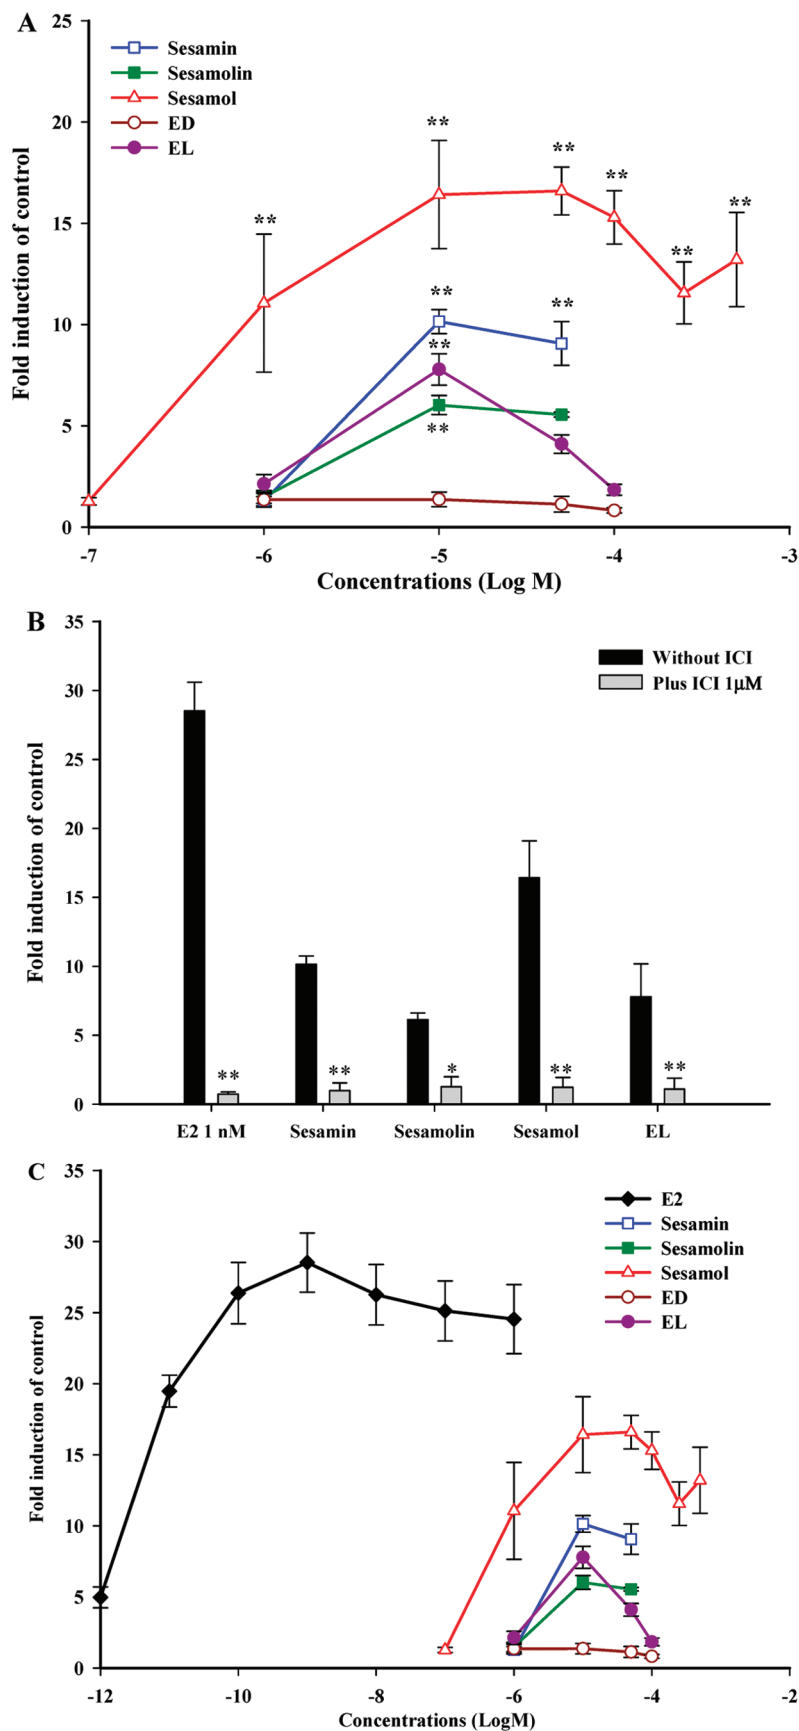 A
25
20
15
10
5
0
Fold induction of control
Sesamin
Sesamolin
Sesamol
ED
EL
**
**
**
**
**
**
**
**
**
**
-7 -6 -5 -4 -3
Concentrations (Log M)
B
35
30
25
20
15
10
5
0
Fold induction of control
Without ICI
Plus ICI 1µM
** ** * ** **
E2 1 nM Sesamin Sesamolin Sesamol EL
C
35
30
25
20
15
10
5
0
Fold induction of control
E2
Sesamin
Sesamolin
Sesamol
ED
EL
-12 -10 -8 -6 -4 -2
Concentrations (LogM)